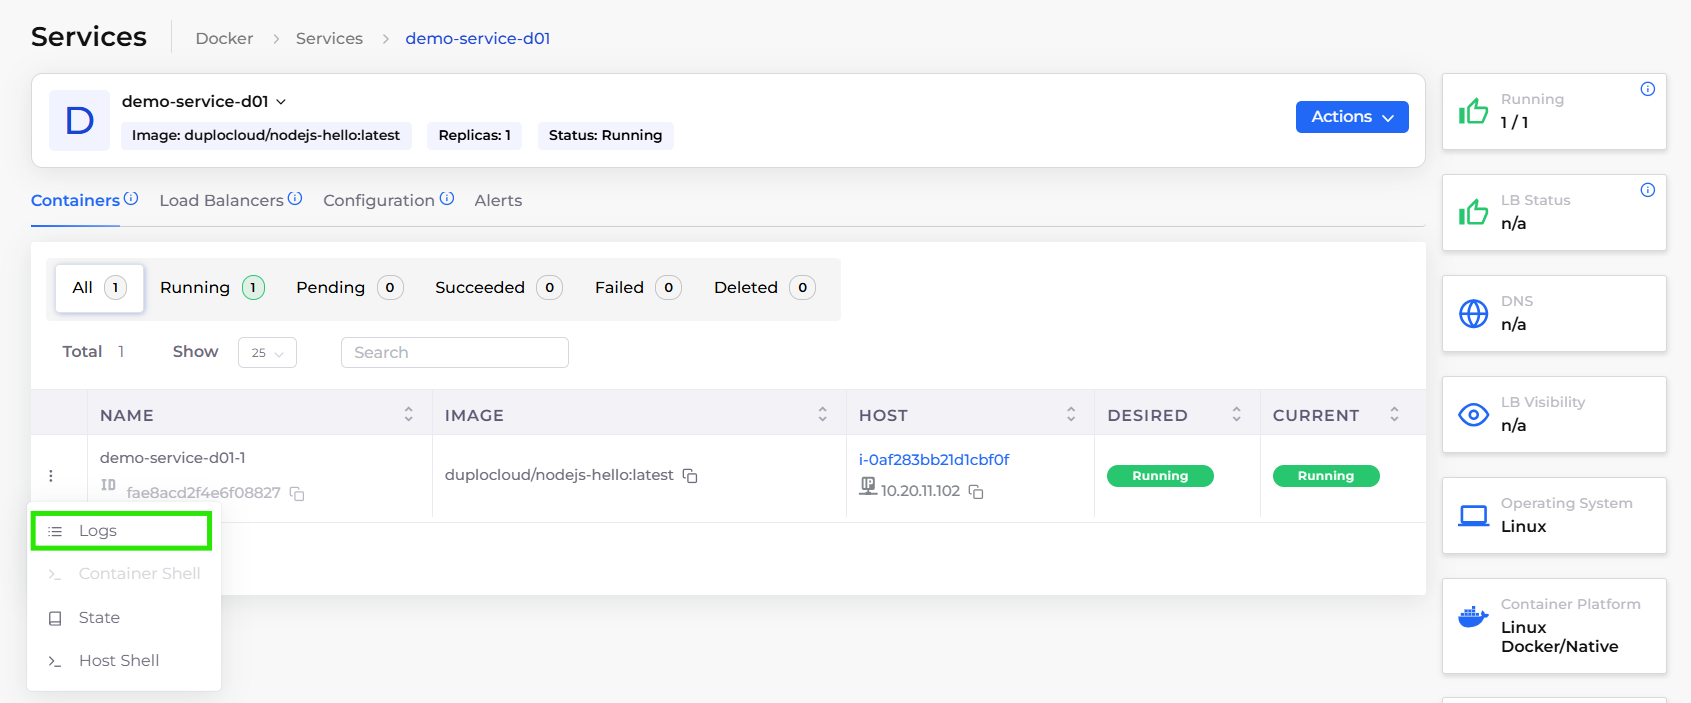 Services
Docker > Services > demo-service-d01
D
demo-service-d01
Image: duplocloud/nodejs-hello:latest
Replicas: 1
Status: Running
Actions
Containers
Load Balancers
Configuration
Alerts
All 1
Running 1
Pending 0
Succeeded 0
Failed 0
Deleted 0
Total 1
Show 25
Search
NAME IMAGE HOST DESIRED CURRENT
demo-service-d01-1
ID fae8acd2f4e6f08827
duplocloud/nodejs-hello:latest
i-0af283bb21d1cbf0f
IP 10.20.11.102
Running
Running
Logs
Container Shell
State
Host Shell
Running
1 / 1
LB Status
n/a
DNS
n/a
LB Visibility
n/a
Operating System
Linux
Container Platform
Linux
Docker/Native